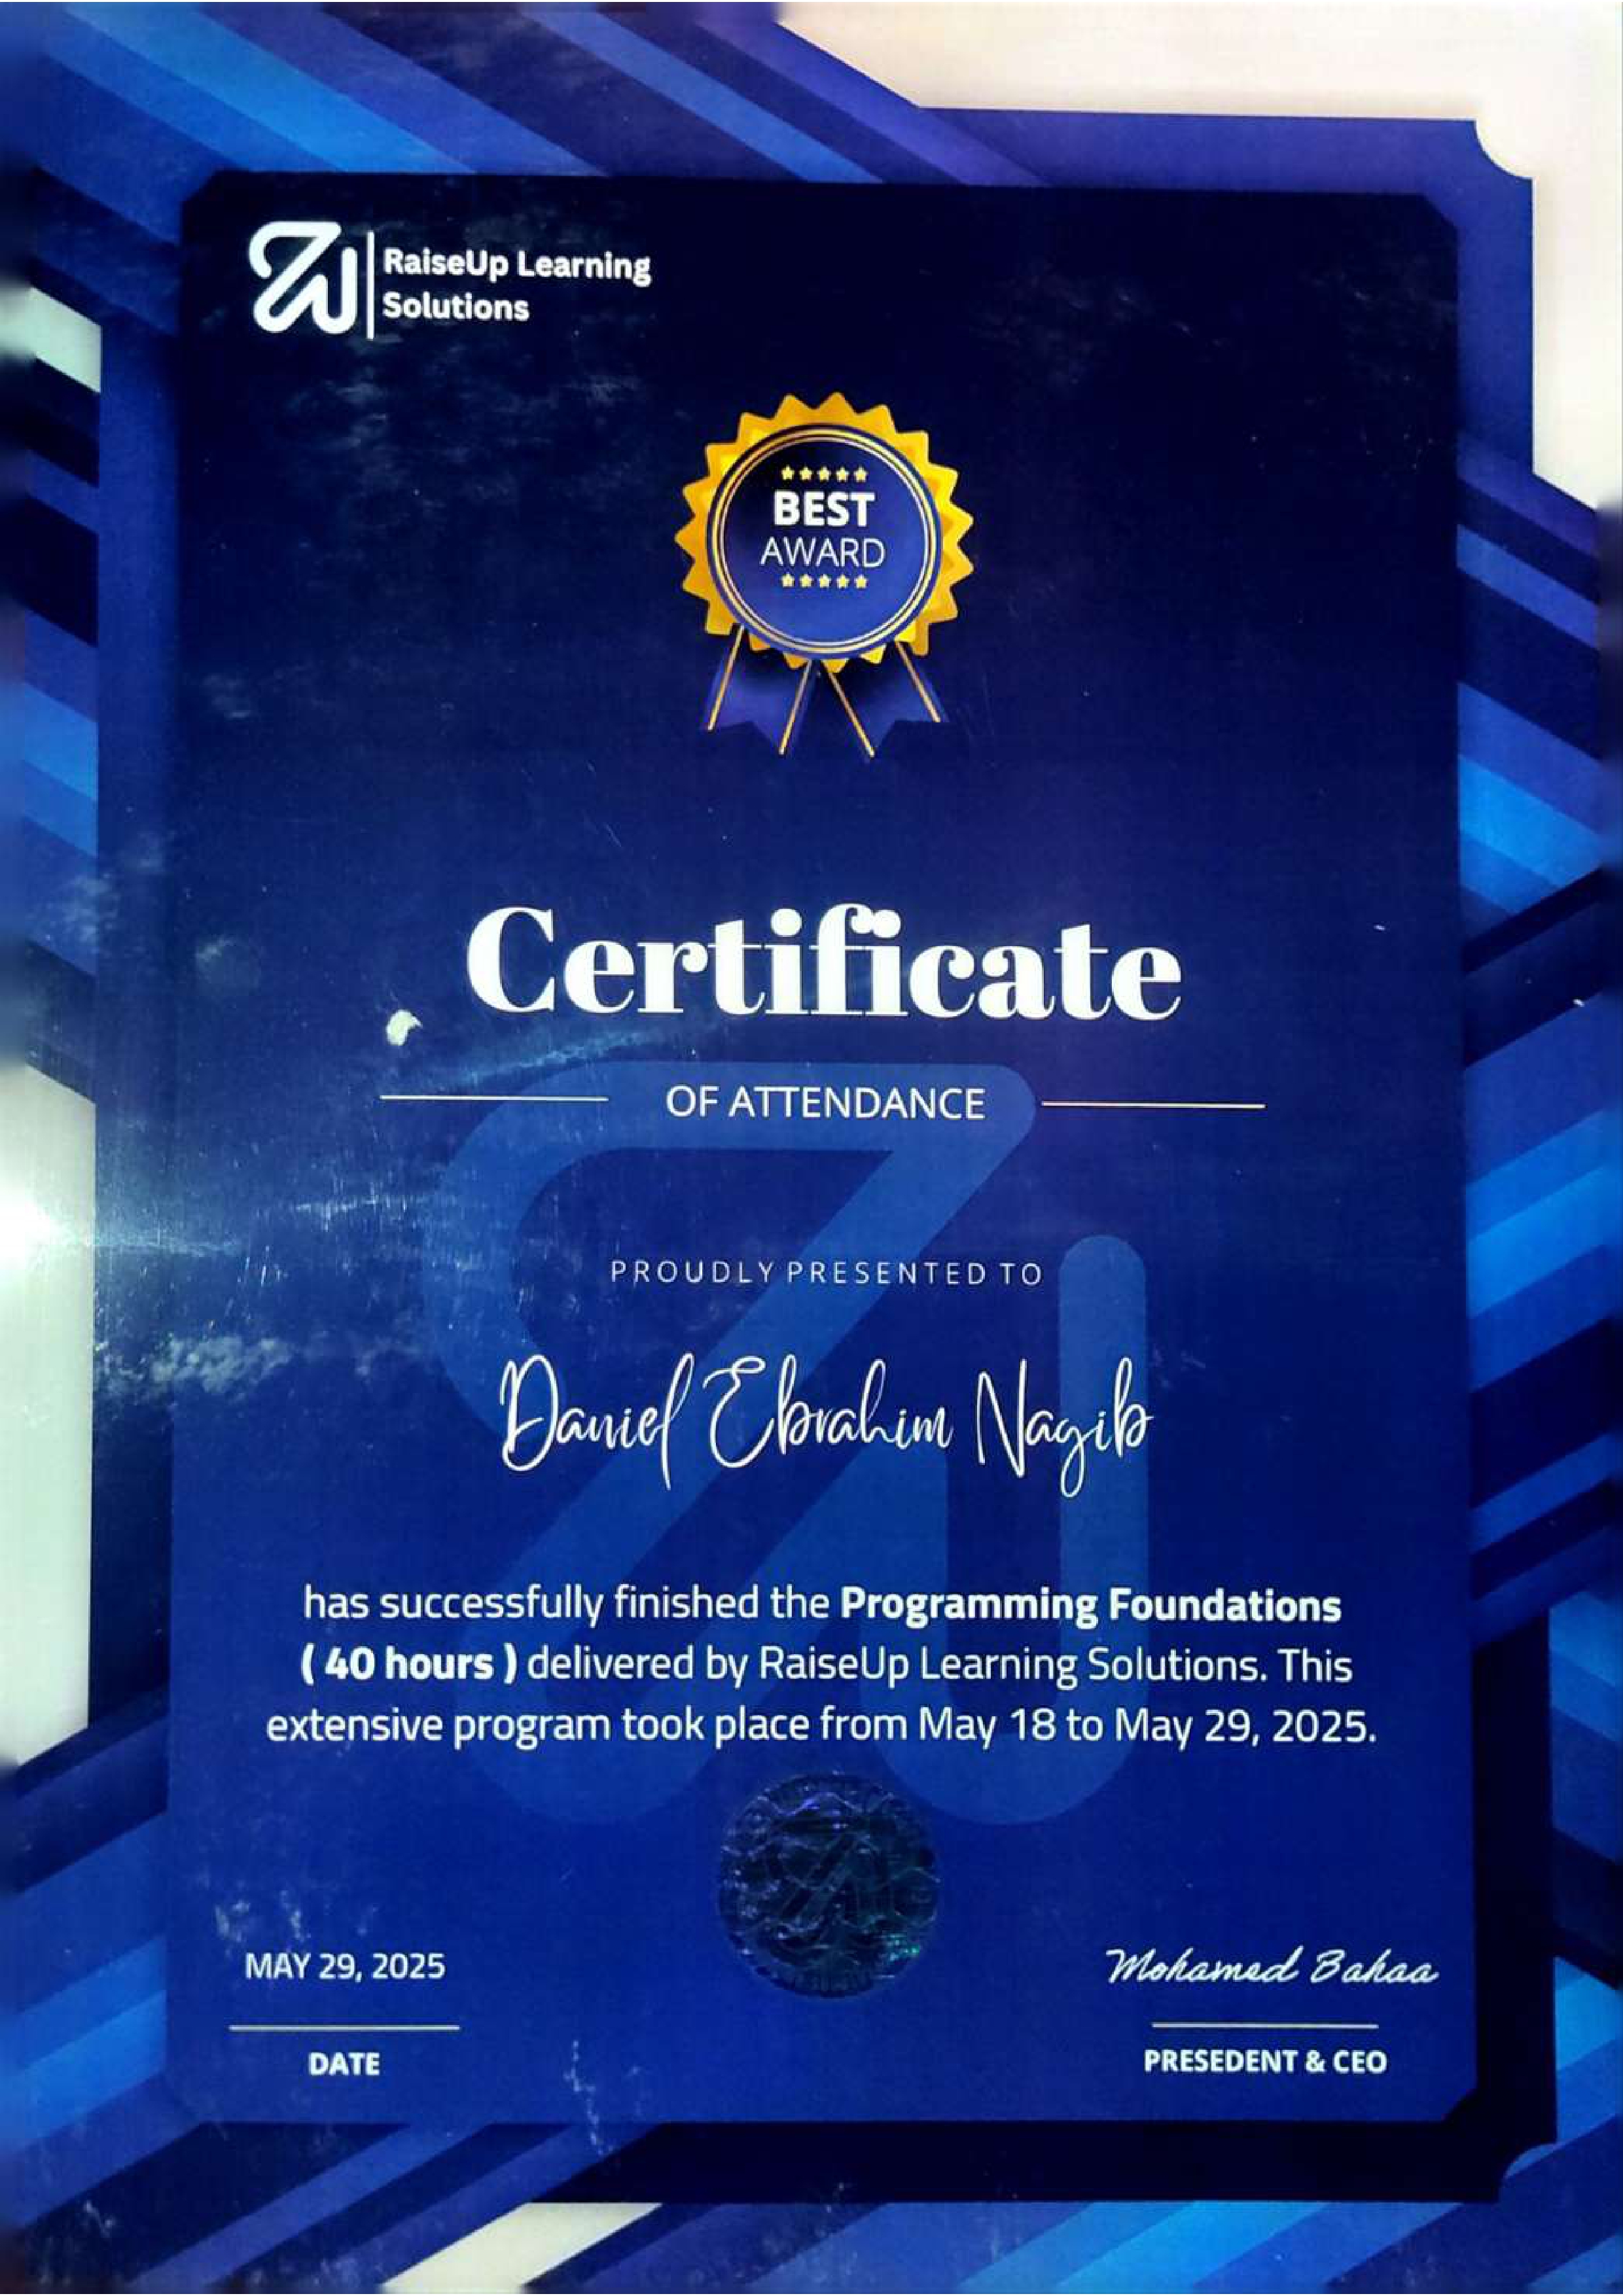 RaiseUp Learning
Solutions
BEST
AWARD
Certificate
OF ATTENDANCE
PROUDLY PRESENTED TO
Daniel Ebrahim Nagib
has successfully finished the Programming Foundations
( 40 hours ) delivered by RaiseUp Learning Solutions. This
extensive program took place from May 18 to May 29, 2025.
MAY 29, 2025
Mohamed Bahaa
DATE
PRESEDENT & CEO